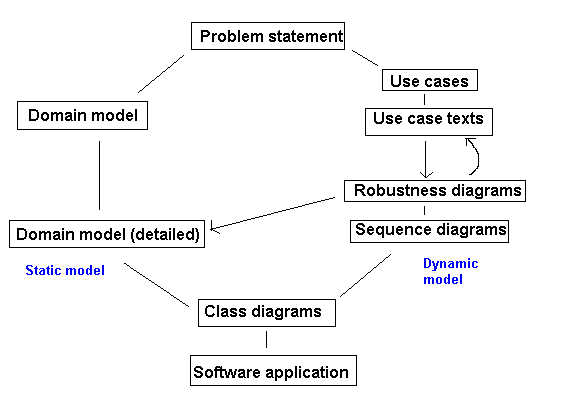 Problem statement
Use cases
Domain model
Use case texts
Robustness diagrams
Domain model (detailed)
Sequence diagrams
Static model
Dynamic
model
Class diagrams
Software application